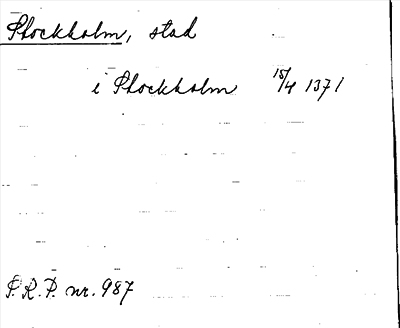 Stockholm, stad
i Stockholm 15/4 1371
S.R.P. nr. 987